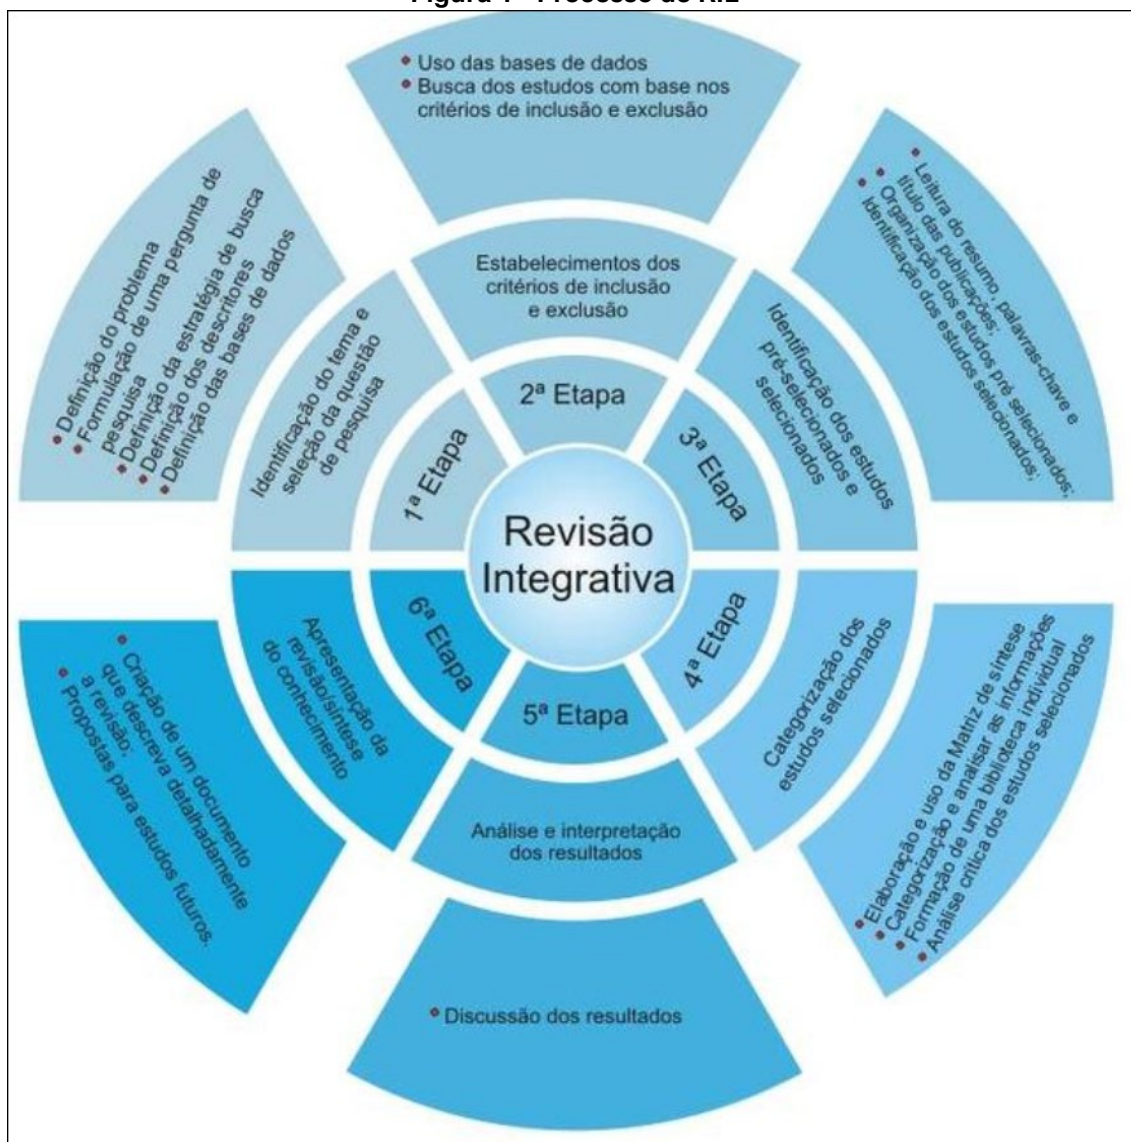 Revisão
Integrativa
1ª Etapa
Identificação do tema e
seleção da questão
de pesquisa
Definição do problema
Formulação de uma pergunta de
pesquisa
Definição da estratégia de busca
Definição dos descritores
Definição das bases de dados
2ª Etapa
Estabelecimentos dos
critérios de inclusão
e exclusão
Uso das bases de dados
Busca dos estudos com base nos
critérios de inclusão e exclusão
3ª Etapa
Identificação dos estudos
pré-selecionados e
selecionados
Leitura do resumo, palavras-chave e
título das publicações;
Organização dos estudos pré selecionados;
Identificação dos estudos selecionados;
4ª Etapa
Categorização dos
estudos selecionados
Elaboração e uso da Matriz de síntese
Categorização e analisar as informações
Formação de uma biblioteca individual
Análise crítica dos estudos selecionados
5ª Etapa
Análise e interpretação
dos resultados
Discussão dos resultados
6ª Etapa
Apresentação da
revisão/síntese
do conhecimento
Criação de um documento
que descreva detalhadamente
a revisão;
Propostas para estudos futuros.